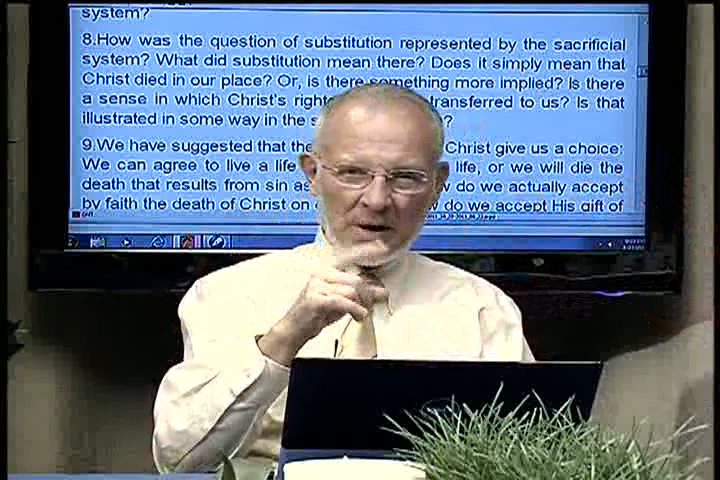 system?
8.How was the question of substitution represented by the sacrificial
system? What did substitution mean there? Does it simply mean that
Christ died in our place? Or, is there something more implied? Is there
a sense in which Christ's transferred to us? Is that
illustrated in some way in the
9.We have suggested that Christ give us a choice:
We can agree to live a life life, or we will die the
death that results from sin do we actually accept
by faith the death of Christ on do we accept His gift of